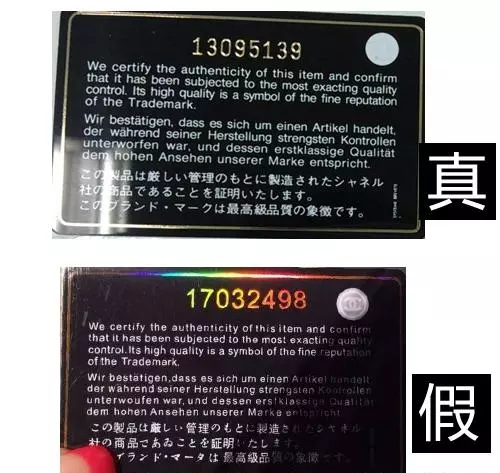 13095139
We certify the authenticity of this item and confirm
that it has been subjected to the most exacting quality
control. Its high quality is a symbol of the fine reputation
of the Trademark.
Wir bestätigen, dass es sich um einen Artikel handelt,
der während seiner Herstellung strengsten Kontrollen
unterworfen war, und dessen erstklassige Qualität
dem hohen Ansehen unserer Marke entspricht.
この製品は厳しい管理のもとに製造されたシャネル
社の商品であることを証明いたします。
このブランド・マークは最高級品質の象徴です。
真
17032498
We certify the authenticity of this item and confirm
that it has been subjected to the most exacting quality
control. Its high quality is a symbol of the fine reputation
of the Trademark.
Wir bestätigen,dass es sich um einen Artikel handelt
der während seiner Herstellung strengsten Kontrollen
unterwoufen war, und dessen erstklassige Qualität
dem hohen Ansehen unserer Marke entspricht.
この製品は厳しい管理のもとに製造されたシャネル
社の商品であることを証明いたします
ブランド・マータは最高級品質の象徴です
假